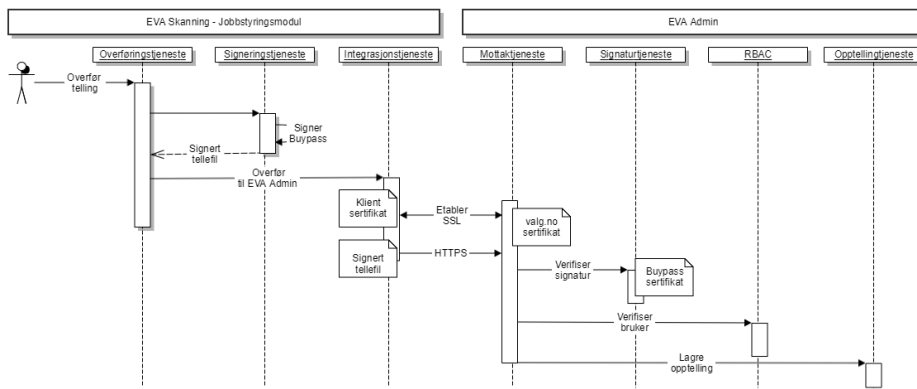 EVA Skanning - Jobbstyringsmodul
EVA Admin
Overføringstjeneste
Signeringstjeneste
Integrasjonstjeneste
Mottaktjeneste
Signaturtjeneste
RBAC
Opptellingtjeneste
Overfør
telling
Signer
Buypass
Signert
tellefil
Overfør
til EVA Admin
Klient
sertifikat
Etabler
SSL
valg.no
sertifikat
Signert
tellefil
HTTPS
Verifiser
signatur
Buypass
sertifikat
Verifiser
bruker
Lagre
opptelling